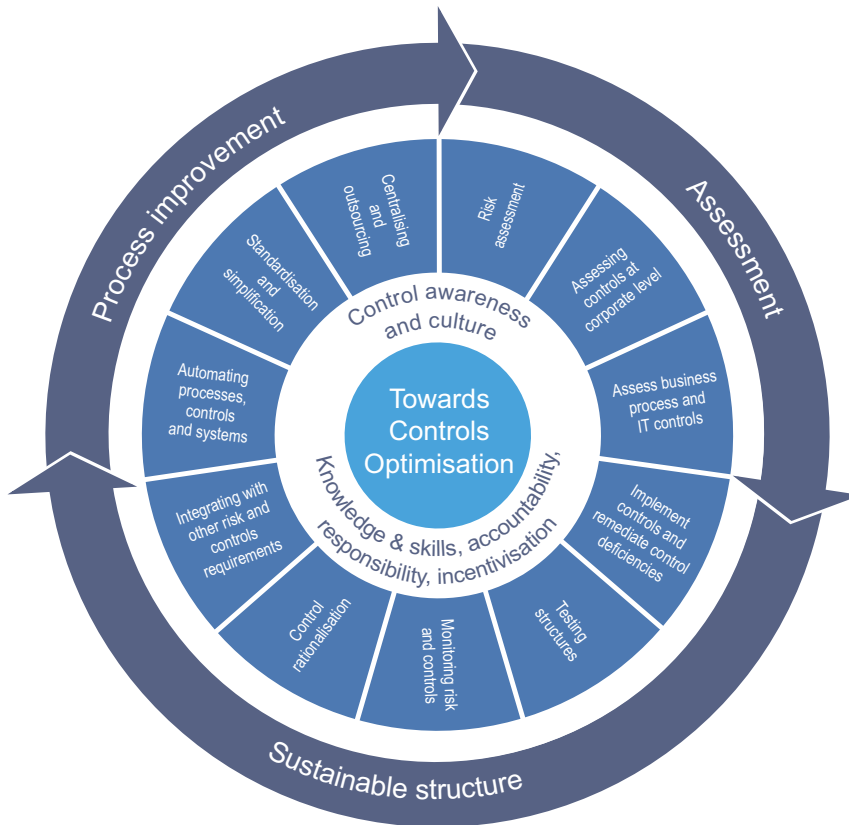 Process improvement
Assessment
Sustainable structure
Risk
assessment
Assessing
controls at
corporate level
Assess business
process and
IT controls
Implement
controls and
remediate control
deficiencies
Testing
structures
Monitoring risk
and controls
Control
rationalisation
Integrating with
other risk and
controls
requirements
Automating
processes,
controls
and systems
Standardisation
and
simplification
Centralising
and
outsourcing
Control awareness
and culture
Towards
Controls
Optimisation
Knowledge & skills, accountability,
responsibility, incentivisation